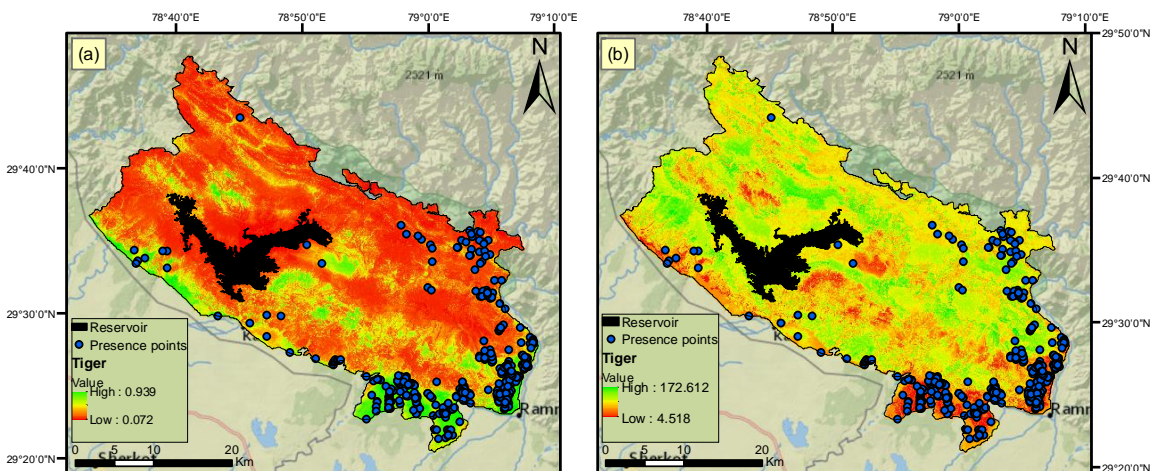 78°40'0"E
78°50'0"E
79°0'0"E
79°10'0"E
78°40'0"E
78°50'0"E
79°0'0"E
79°10'0"E
29°50'0"N
(a)
N
2321 m
(b)
N
2321 m
29°40'0"N
29°40'0"N
29°30'0"N
29°30'0"N
Reservoir
Presence points
Tiger
Value
High : 0.939
Low : 0.072
Reservoir
Presence points
Tiger
Value
High : 172.612
Low : 4.518
Ramn
Ramn
0 5 10 20
Km
0 5 10 20
Km
Sherkot
Sherkot
29°20'0"N
29°20'0"N